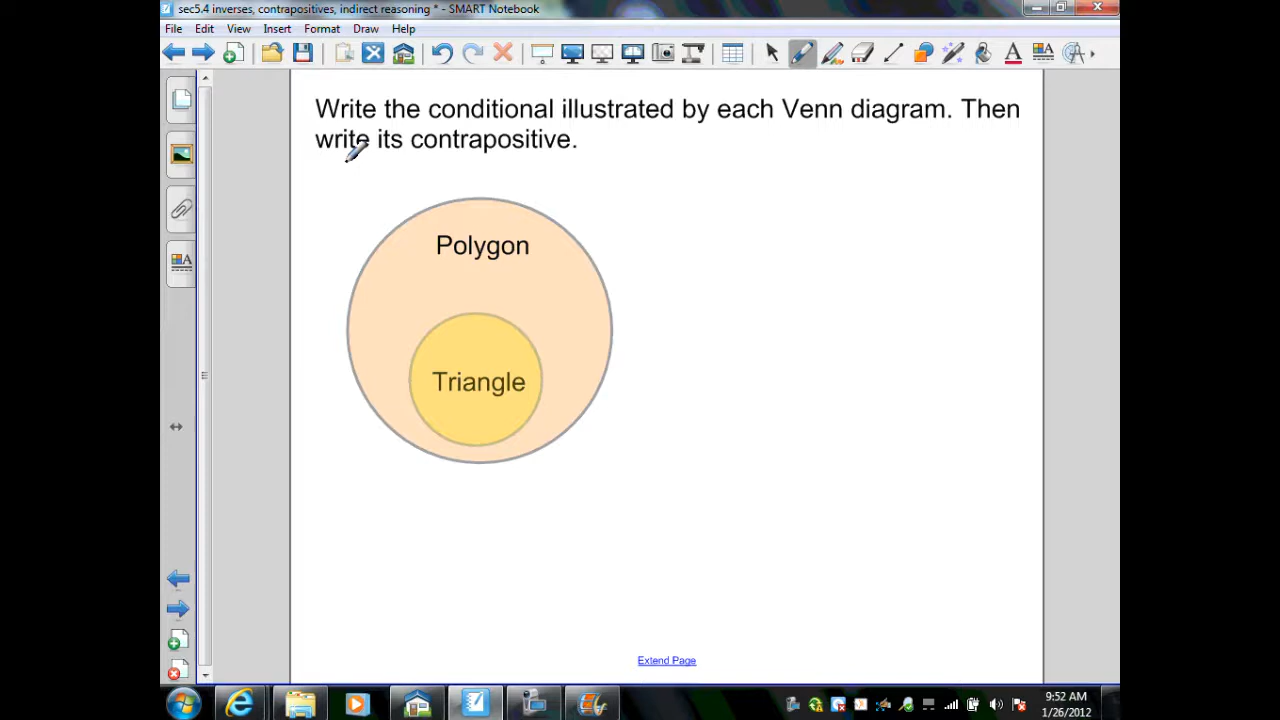 sec5.4 inverses, contrapositives, indirect reasoning * - SMART Notebook
File Edit View Insert Format Draw Help
Write the conditional illustrated by each Venn diagram. Then
write its contrapositive.
Polygon
Triangle
Extend Page
9:52 AM
1/26/2012